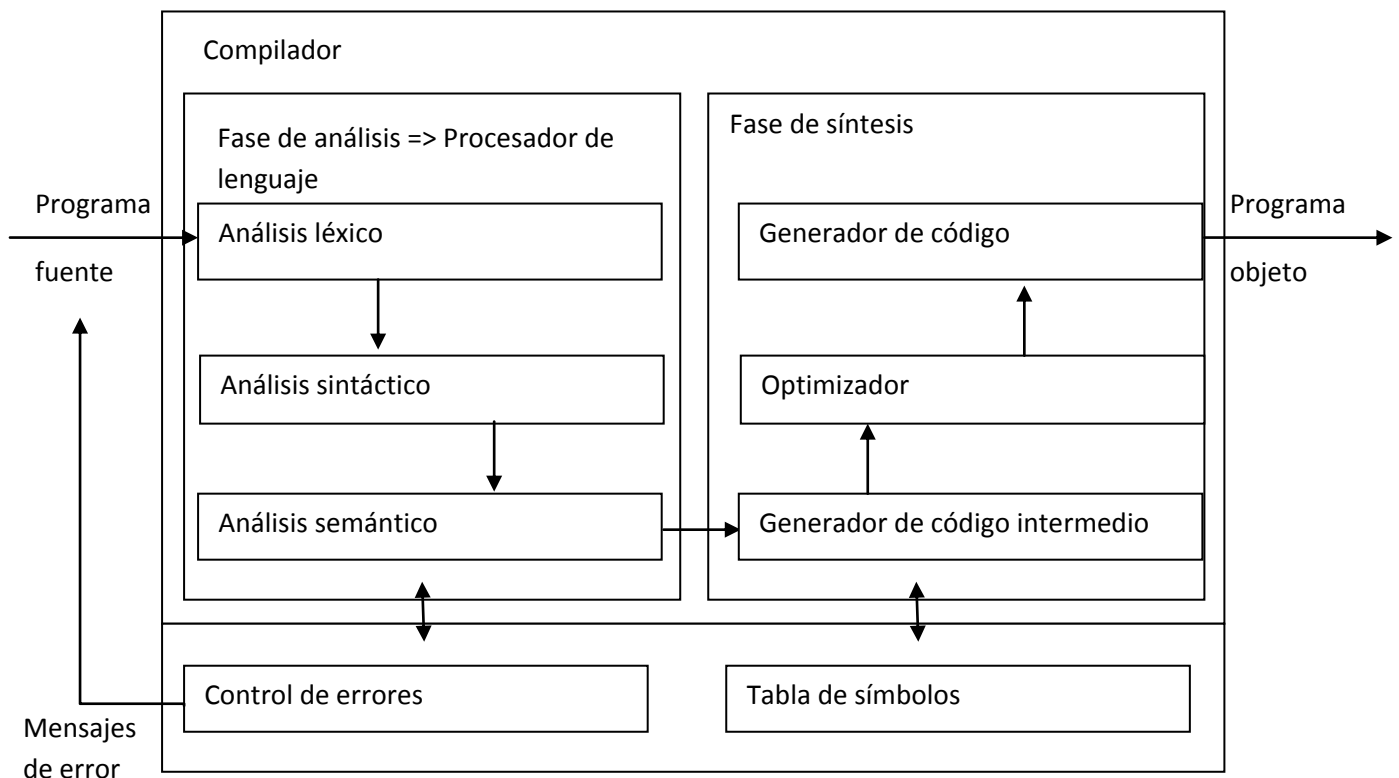 Compilador
Fase de análisis => Procesador de
lenguaje
Fase de síntesis
Programa
fuente
Análisis léxico
Generador de código
Programa
objeto
Análisis sintáctico
Optimizador
Análisis semántico
Generador de código intermedio
Control de errores
Tabla de símbolos
Mensajes
de error